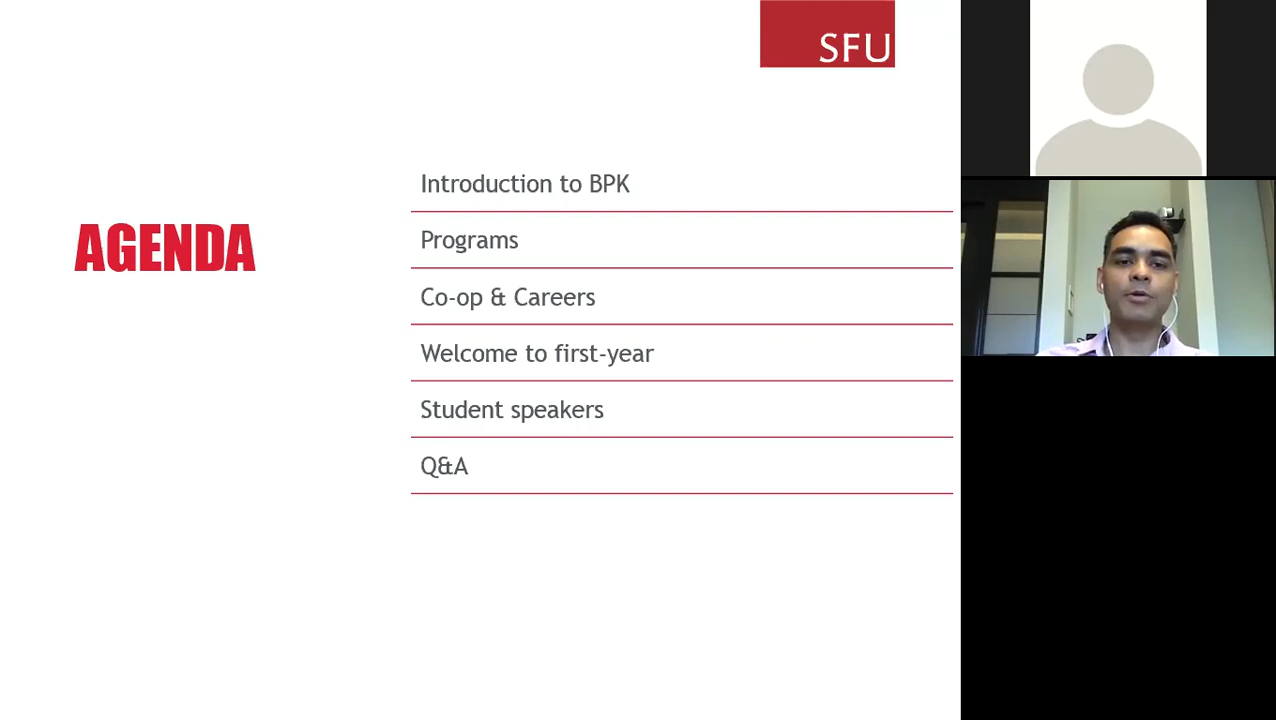 SFU
AGENDA
Introduction to BPK
Programs
Co-op & Careers
Welcome to first-year
Student speakers
Q&A